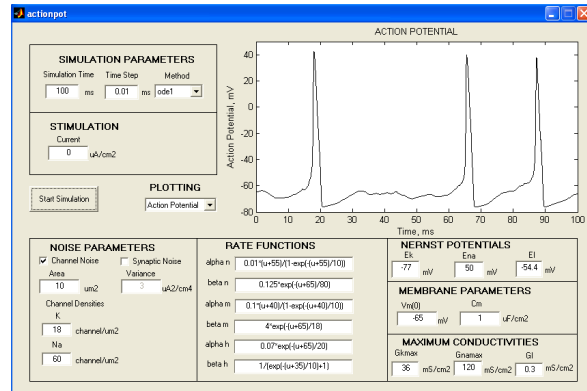 actionpot
SIMULATION PARAMETERS
Simulation Time Time Step Method
100 ms 0.01 ms ode1
STIMULATION
Current
0 uA/cm2
Start Simulation
PLOTTING
Action Potential
ACTION POTENTIAL
Action Potential, mV
40
20
0
-20
-40
-60
-80
0 10 20 30 40 50 60 70 80 90 100
Time, ms
NOISE PARAMETERS
Channel Noise Synaptic Noise
Area Variance
10 um2 3 uA2/cm4
Channel Densities
K
18 channel/um2
Na
60 channel/um2
RATE FUNCTIONS
alpha n 0.01*(u+55)/(1-exp(-(u+55)/10))
beta n 0.125*exp(-(u+65)/80)
alpha m 0.1*(u+40)/(1-exp(-(u+40)/10))
beta m 4*exp(-(u+65)/18)
alpha h 0.07*exp(-(u+65)/20)
beta h 1/(exp(-(u+35)/10)+1)
NERNST POTENTIALS
Ek Ena El
-77 mV 50 mV -54.4 mV
MEMBRANE PARAMETERS
Vm(0) Cm
-65 mV 1 uF/cm2
MAXIMUM CONDUCTIVITIES
Gkmax Gnamax Gl
36 mS/cm2 120 mS/cm2 0.3 mS/cm2